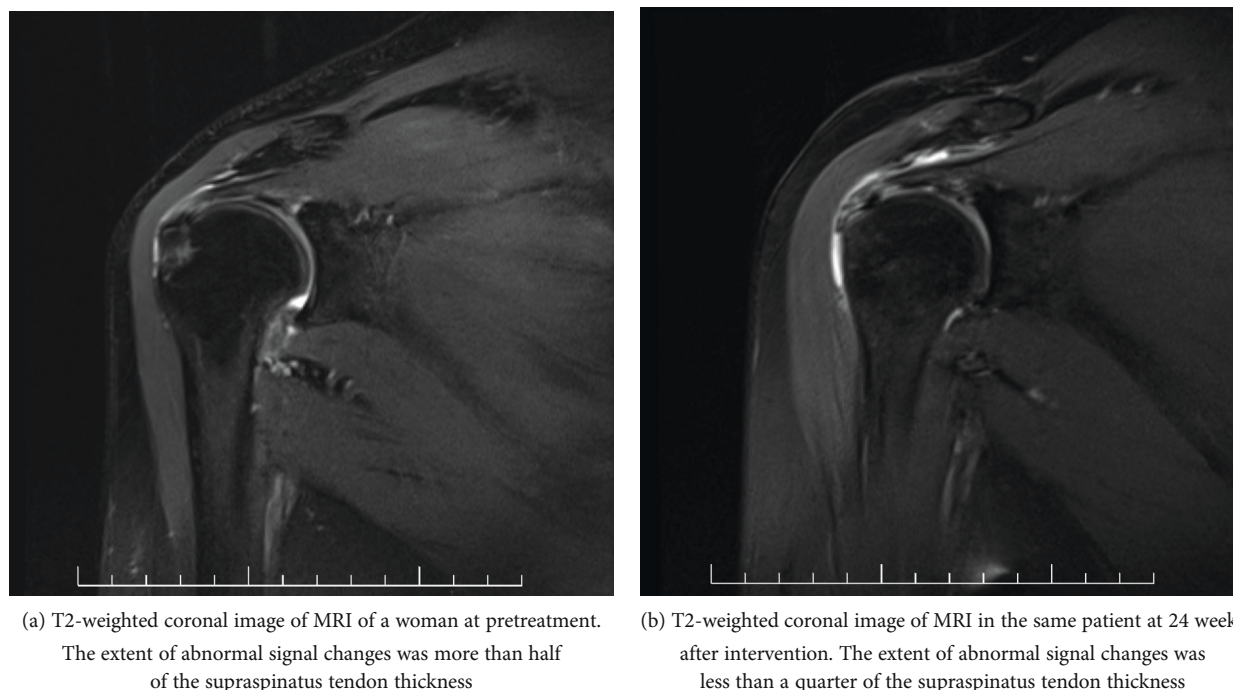 (a) T2-weighted coronal image of MRI of a woman at pretreatment.
The extent of abnormal signal changes was more than half
of the supraspinatus tendon thickness
(b) T2-weighted coronal image of MRI in the same patient at 24 week
after intervention. The extent of abnormal signal changes was
less than a quarter of the supraspinatus tendon thickness